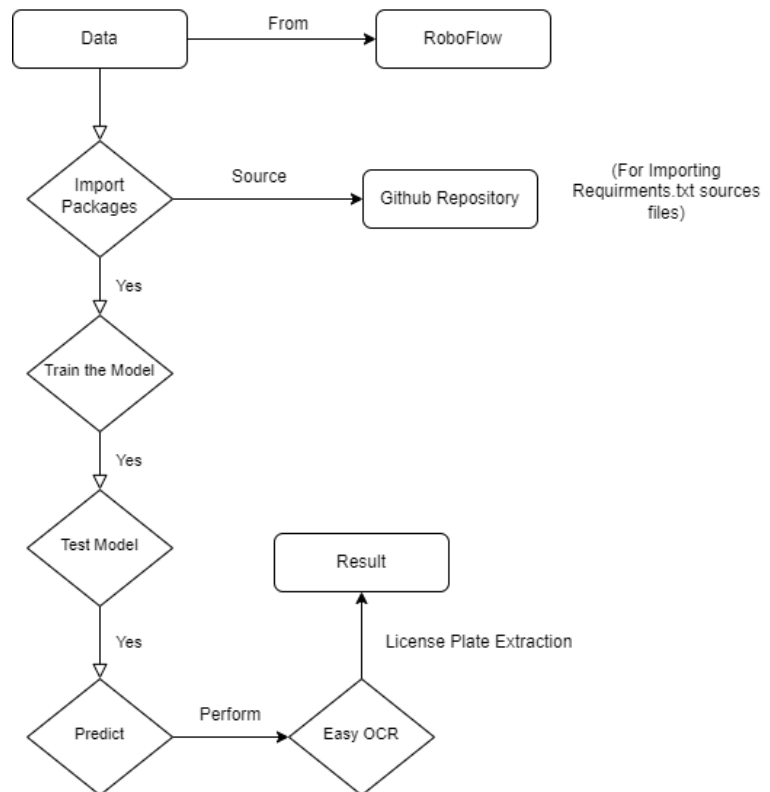 Data
From
RoboFlow
Import
Packages
Source
Github Repository
(For Importing
Requirments.txt sources
files)
Yes
Train the Model
Yes
Test Model
Result
Yes
License Plate Extraction
Predict
Perform
Easy OCR